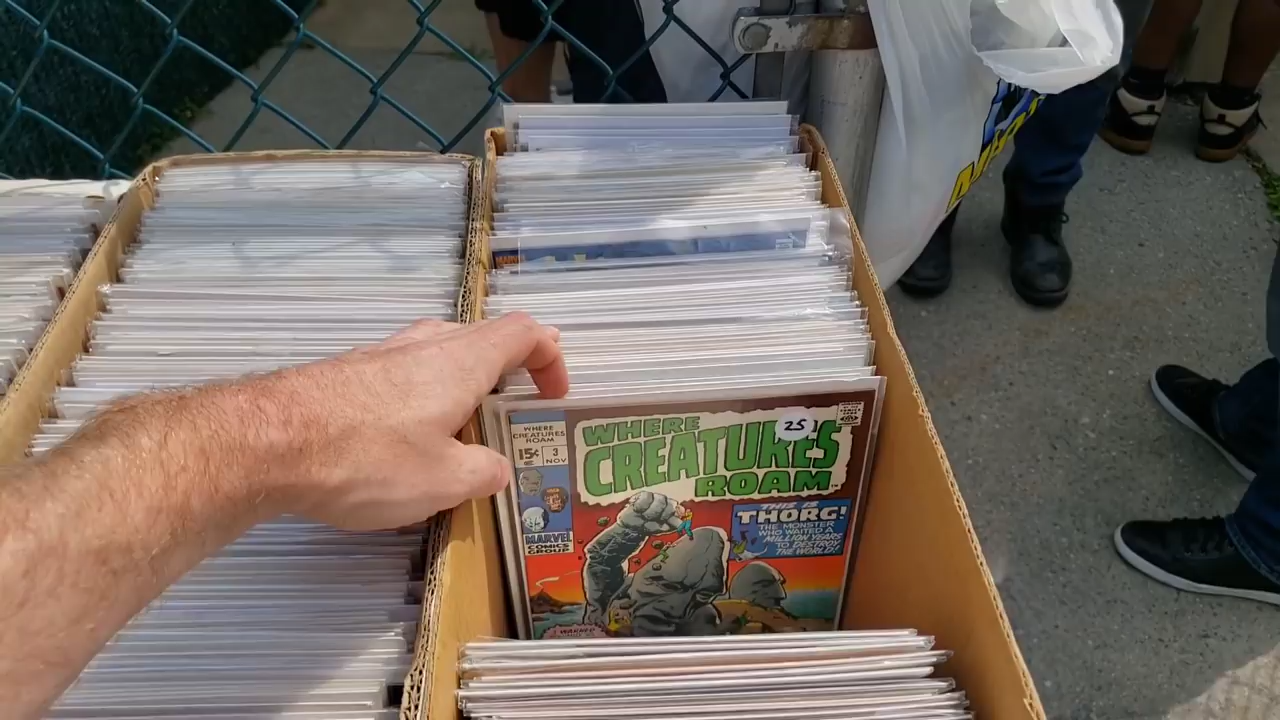 WHERE
CREATURES
ROAM
15¢
3
NOV
MARVEL
COMICS
GROUP
WHERE
CREATURES
ROAM
25
THIS IS
THORG!
THE MONSTER
WHO WAITED A
MILLION YEARS
TO DESTROY
THE WORLD!